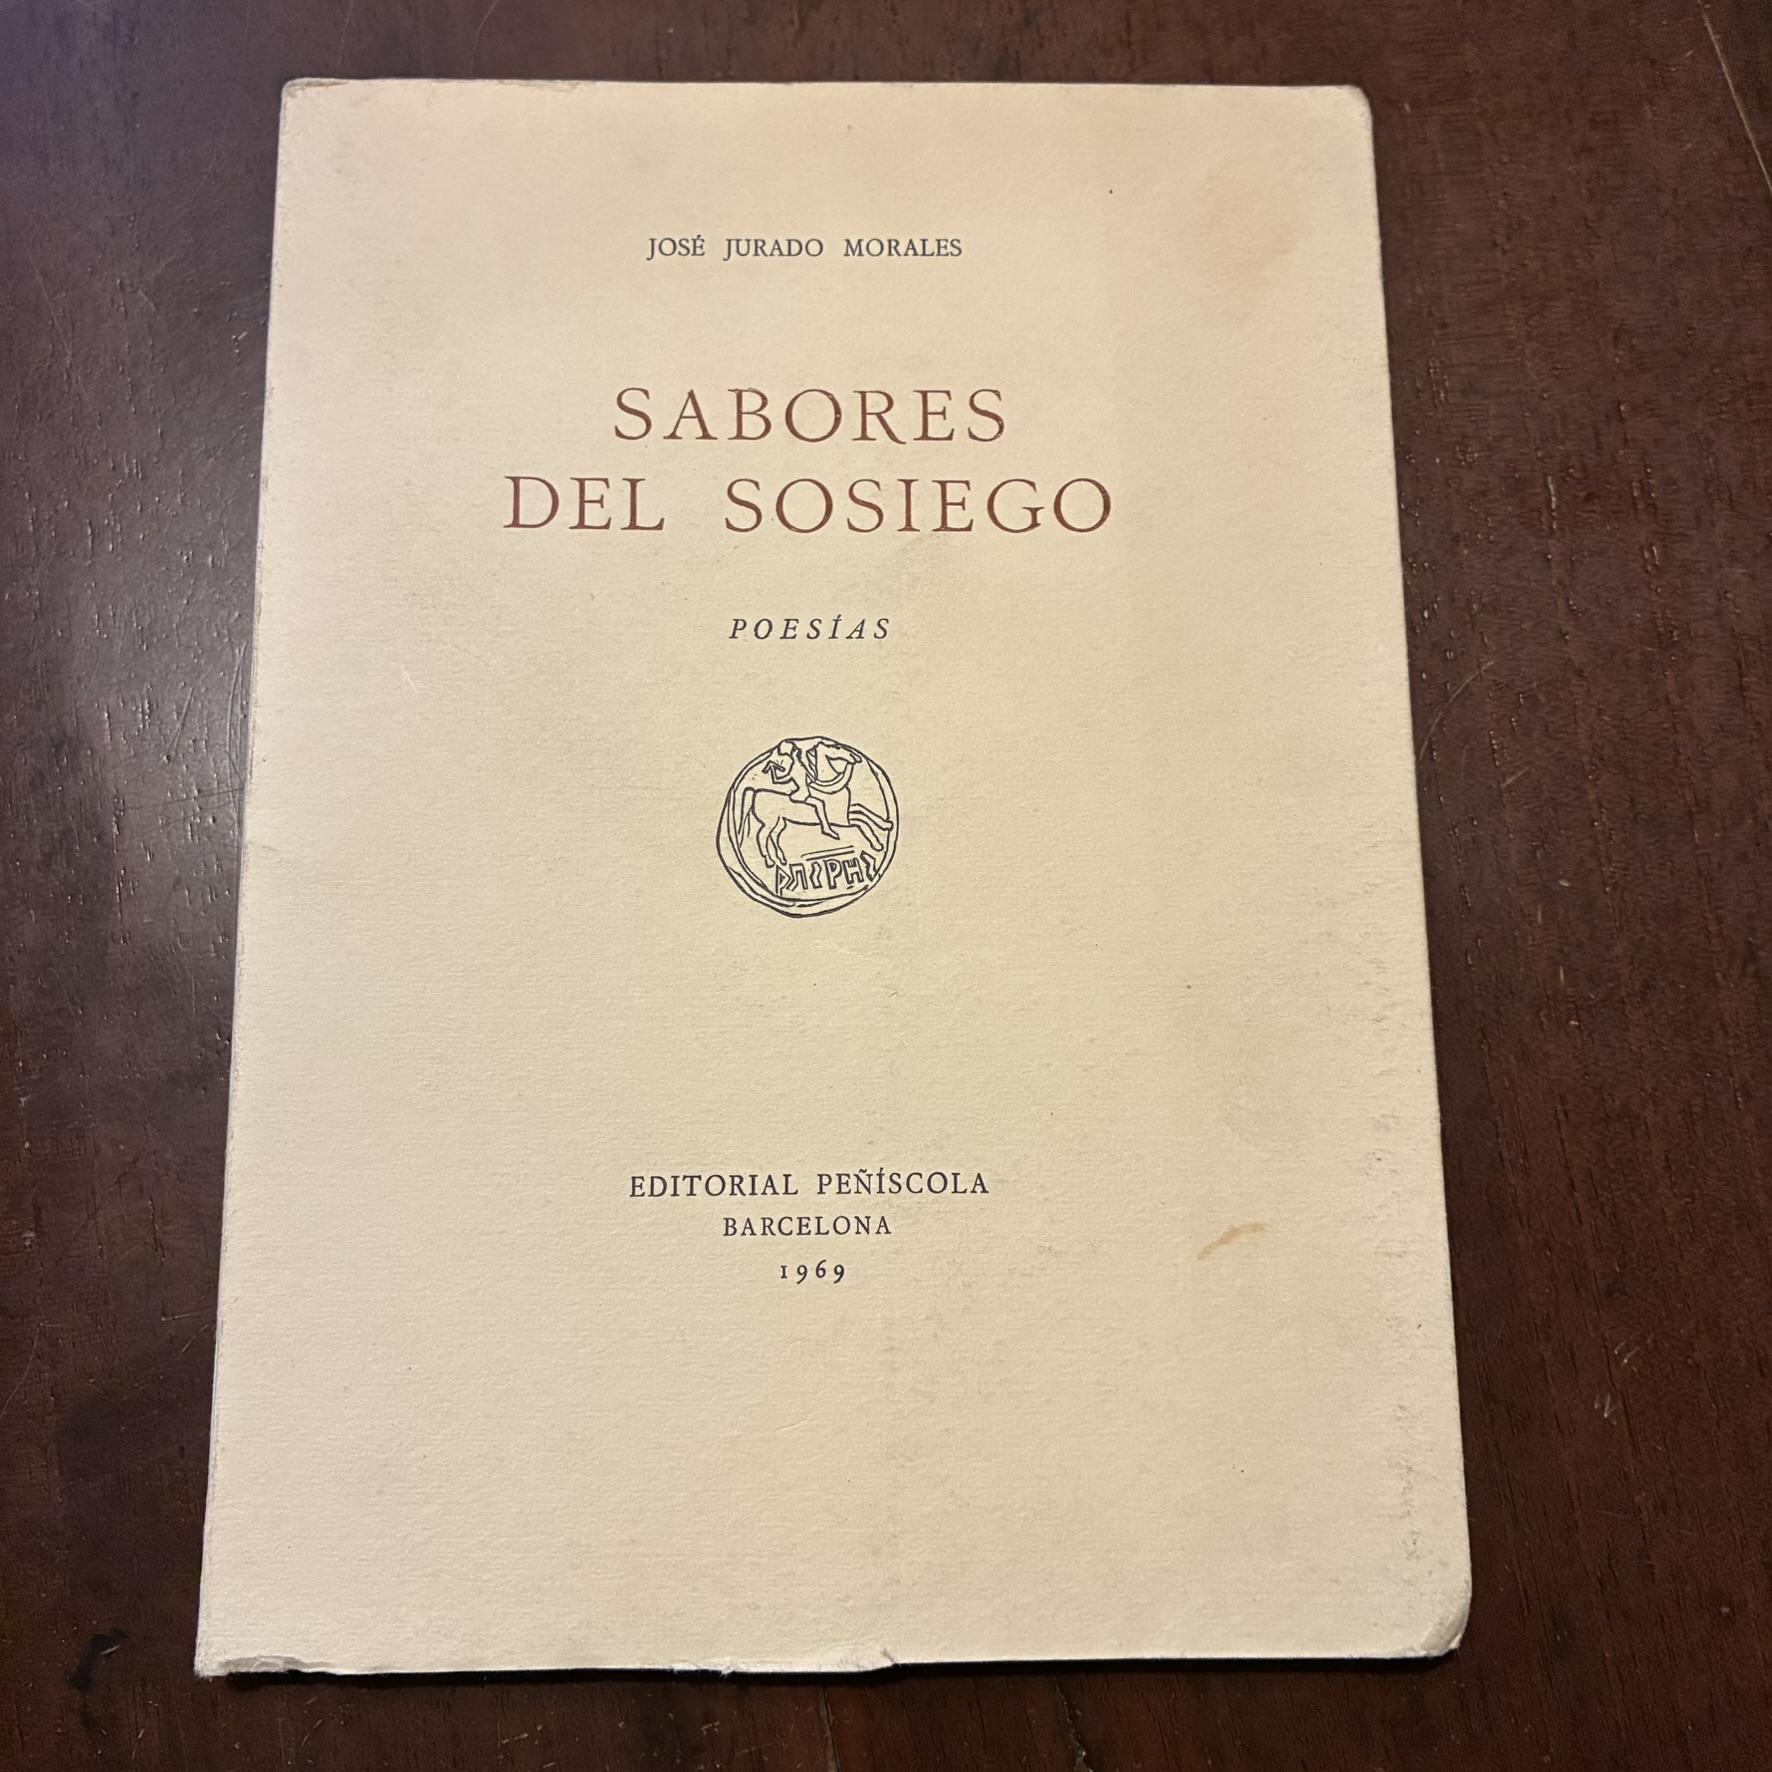 JOSÉ JURADO MORALES
SABORES
DEL SOSIEGO
POESÍAS
EDITORIAL PEÑÍSCOLA
BARCELONA
1969